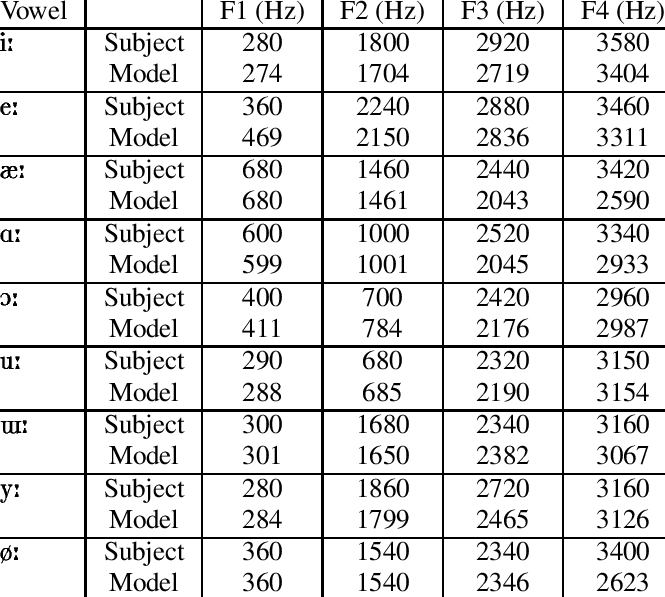 Vowel F1 (Hz) F2 (Hz) F3 (Hz) F4 (Hz)
iː Subject 280 1800 2920 3580
Model 274 1704 2719 3404
eː Subject 360 2240 2880 3460
Model 469 2150 2836 3311
æː Subject 680 1460 2440 3420
Model 680 1461 2043 2590
ɑː Subject 600 1000 2520 3340
Model 599 1001 2045 2933
ɔː Subject 400 700 2420 2960
Model 411 784 2176 2987
uː Subject 290 680 2320 3150
Model 288 685 2190 3154
ɯː Subject 300 1680 2340 3160
Model 301 1650 2382 3067
yː Subject 280 1860 2720 3160
Model 284 1799 2465 3126
øː Subject 360 1540 2340 3400
Model 360 1540 2346 2623